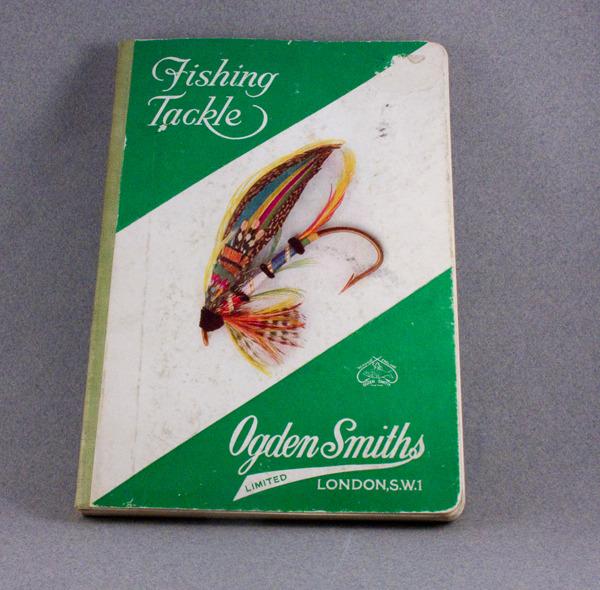 Fishing
Tackle
Ogden Smiths
LIMITED
LONDON, S.W.1